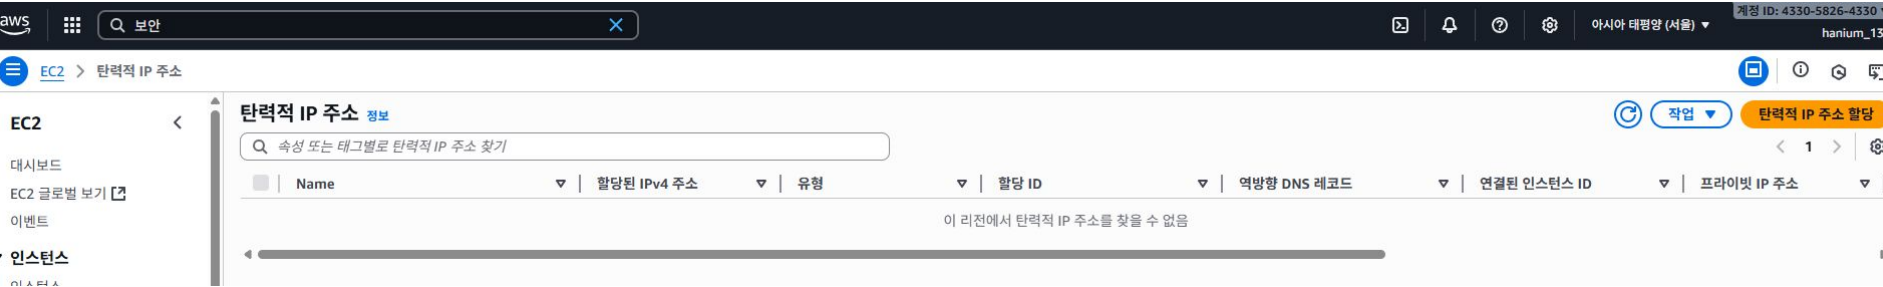 aws
보안
아시아 태평양 (서울) ▼
계정 ID: 4330-5826-4330
hanium_13
EC2 > 탄력적 IP 주소
EC2
탄력적 IP 주소 정보
작업 ▼
탄력적 IP 주소 할당
속성 또는 태그별로 탄력적 IP 주소 찾기
1
대시보드
EC2 글로벌 보기
이벤트
인스턴스
Name
할당된 IPv4 주소
유형
할당 ID
역방향 DNS 레코드
연결된 인스턴스 ID
프라이빗 IP 주소
이 리전에서 탄력적 IP 주소를 찾을 수 없음